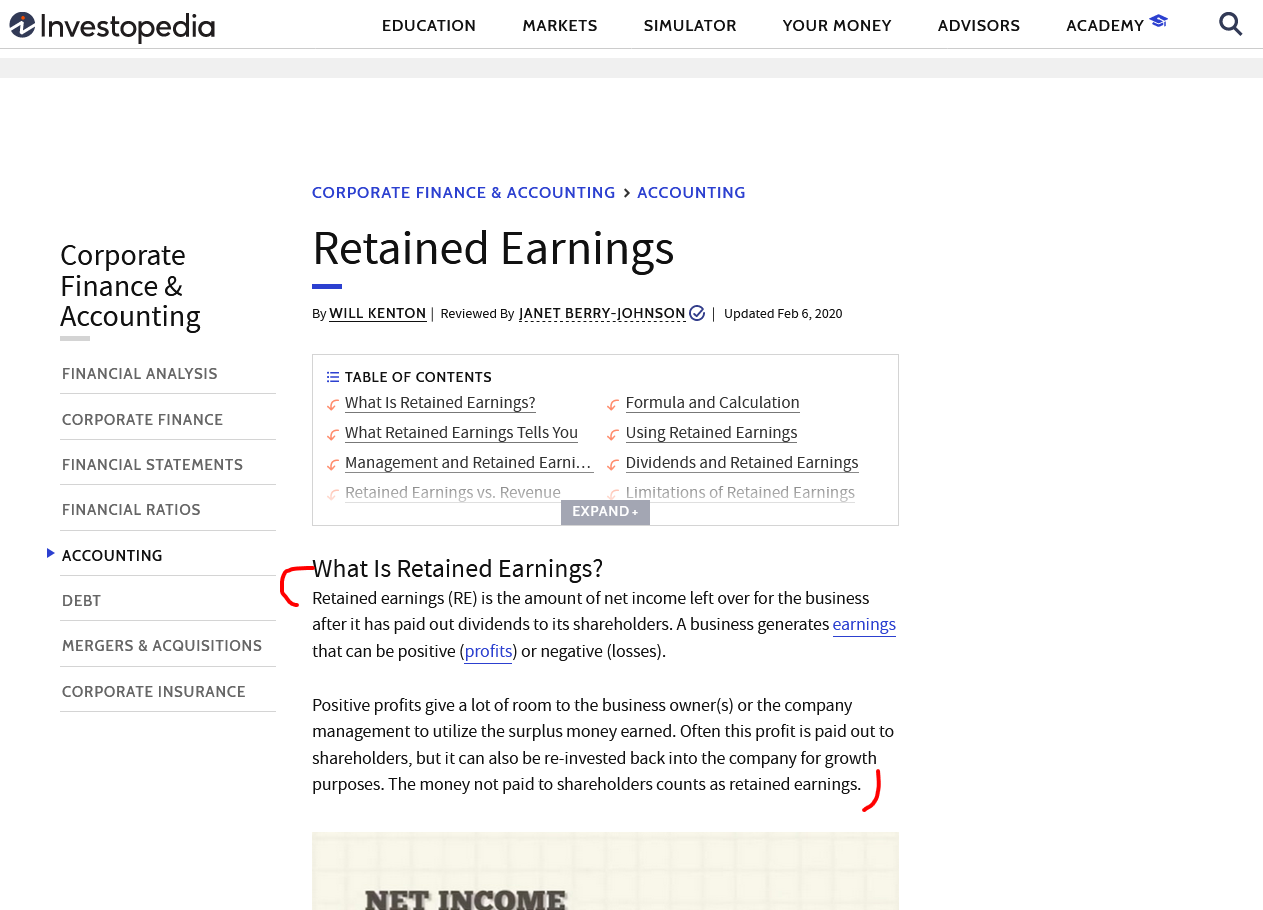 Investopedia
EDUCATION
MARKETS
SIMULATOR
YOUR MONEY
ADVISORS
ACADEMY
CORPORATE FINANCE & ACCOUNTING > ACCOUNTING
Retained Earnings
By WILL KENTON | Reviewed By JANET BERRY-JOHNSON | Updated Feb 6, 2020
Corporate
Finance &
Accounting
FINANCIAL ANALYSIS
CORPORATE FINANCE
FINANCIAL STATEMENTS
FINANCIAL RATIOS
ACCOUNTING
DEBT
MERGERS & ACQUISITIONS
CORPORATE INSURANCE
TABLE OF CONTENTS
What Is Retained Earnings?
Formula and Calculation
What Retained Earnings Tells You
Using Retained Earnings
Management and Retained Earni...
Dividends and Retained Earnings
Retained Earnings vs. Revenue
Limitations of Retained Earnings
EXPAND +
What Is Retained Earnings?
Retained earnings (RE) is the amount of net income left over for the business
after it has paid out dividends to its shareholders. A business generates earnings
that can be positive (profits) or negative (losses).
Positive profits give a lot of room to the business owner(s) or the company
management to utilize the surplus money earned. Often this profit is paid out to
shareholders, but it can also be re-invested back into the company for growth
purposes. The money not paid to shareholders counts as retained earnings.
NET INCOME